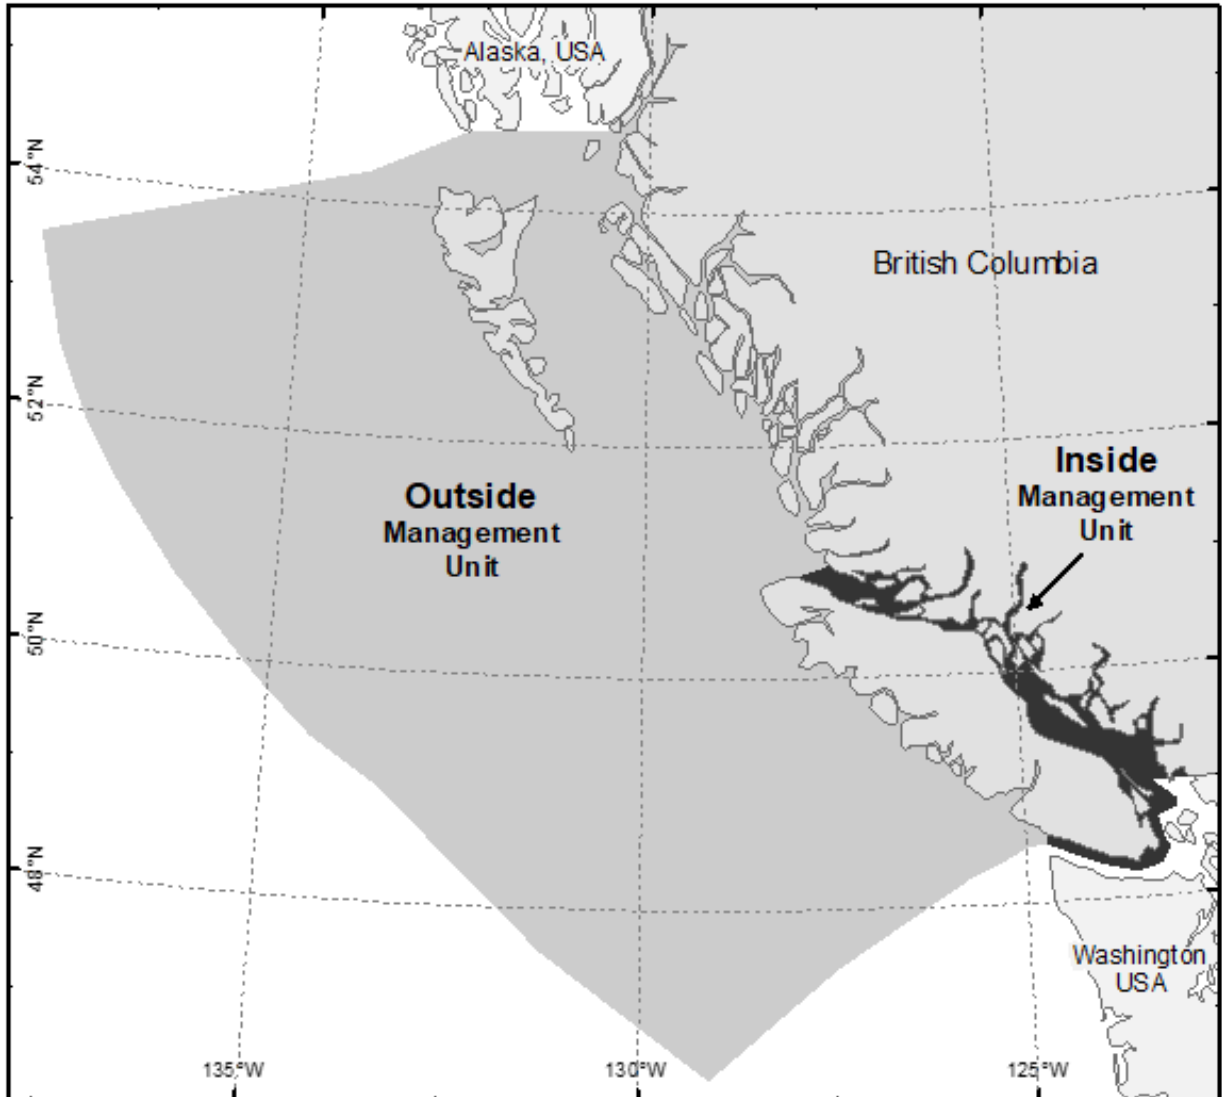 Alaska, USA
54°N
British Columbia
52°N
Inside
Management
Unit
Outside
Management
Unit
50°N
48°N
Washington
USA
135°W
130°W
125°W